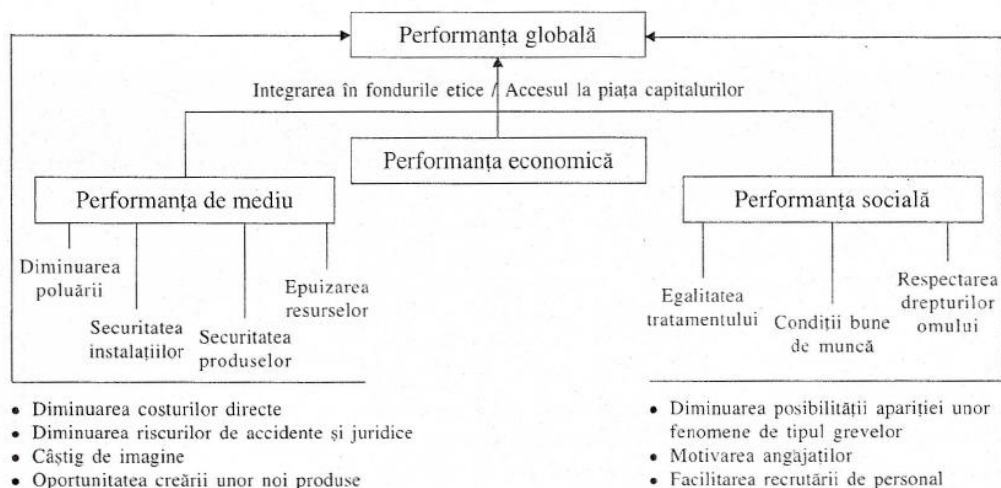 Performanța globală
Integrarea în fondurile etice / Accesul la piața capitalurilor
Performanța economică
Performanța de mediu
Performanța socială
Diminuarea
poluării
Securitatea
instalațiilor
Securitatea
produselor
Epuizarea
resurselor
Egalitatea
tratamentului
Condiții bune
de muncă
Respectarea
drepturilor
omului
• Diminuarea costurilor directe
• Diminuarea riscurilor de accidente și juridice
• Câștig de imagine
• Oportunitatea creării unor noi produse
• Diminuarea posibilității apariției unor
fenomene de tipul grevelor
• Motivarea angajaților
• Facilitarea recrutării de personal